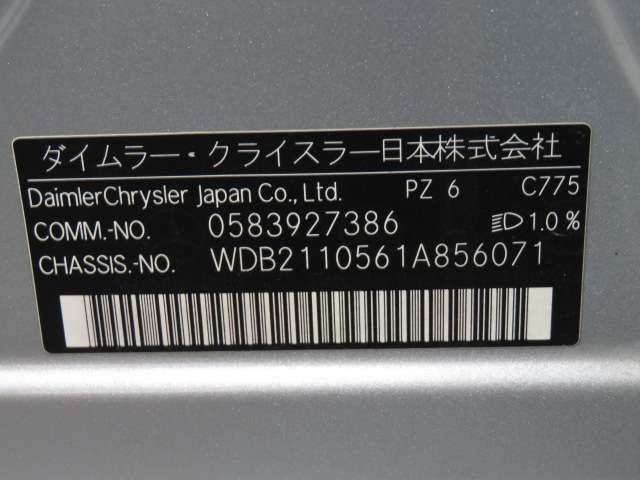 ダイムラー・クライスラー日本株式会社
DaimlerChrysler Japan Co., Ltd. PZ 6 C775
COMM.-NO. 0583927386 1.0 %
CHASSIS.-NO. WDB2110561A856071